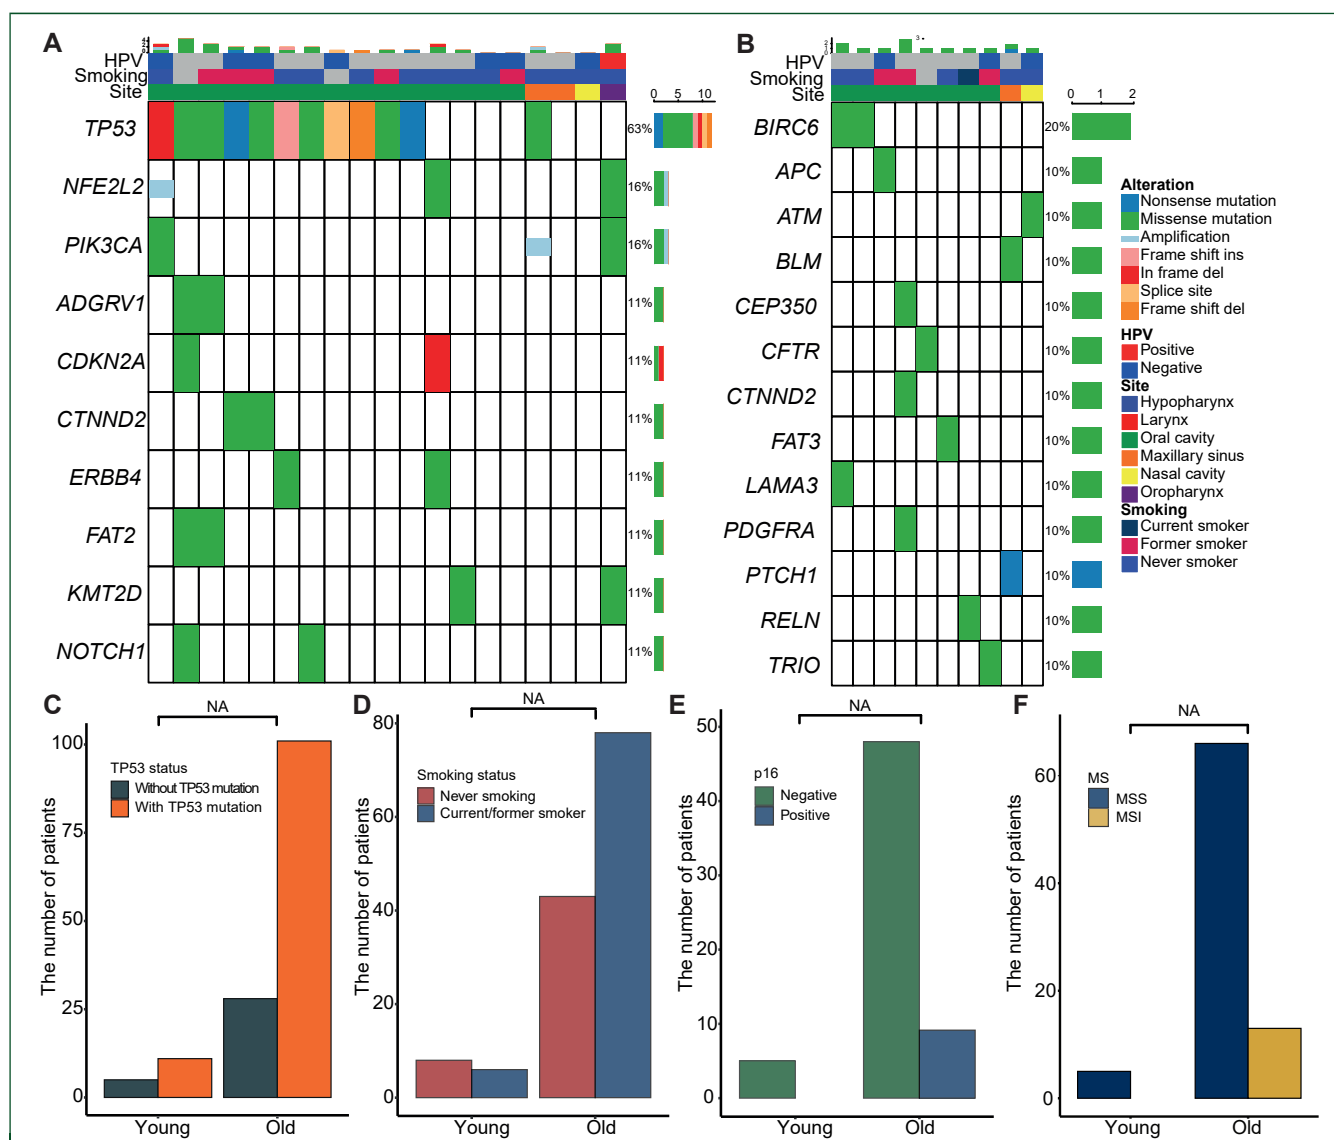 A
4
2
0
HPV
Smoking
Site
0 5 10
TP53 63%
NFE2L2 16%
PIK3CA 16%
ADGRV1 11%
CDKN2A 11%
CTNND2 11%
ERBB4 11%
FAT2 11%
KMT2D 11%
NOTCH1 11%
B
3
2
1
0
HPV
Smoking
Site
0 1 2
BIRC6 20%
APC 10%
ATM 10%
BLM 10%
CEP350 10%
CFTR 10%
CTNND2 10%
FAT3 10%
LAMA3 10%
PDGFRA 10%
PTCH1 10%
RELN 10%
TRIO 10%
Alteration
Nonsense mutation
Missense mutation
Amplification
Frame shift ins
In frame del
Splice site
Frame shift del
HPV
Positive
Negative
Site
Hypopharynx
Larynx
Oral cavity
Maxillary sinus
Nasal cavity
Oropharynx
Smoking
Current smoker
Former smoker
Never smoker
C
NA
The number of patients
100
75
50
25
0
TP53 status
Without TP53 mutation
With TP53 mutation
Young Old
D
NA
The number of patients
80
60
40
20
0
Smoking status
Never smoking
Current/former smoker
Young Old
E
NA
The number of patients
50
40
30
20
10
0
p16
Negative
Positive
Young Old
F
NA
The number of patients
60
40
20
0
MS
MSS
MSI
Young Old